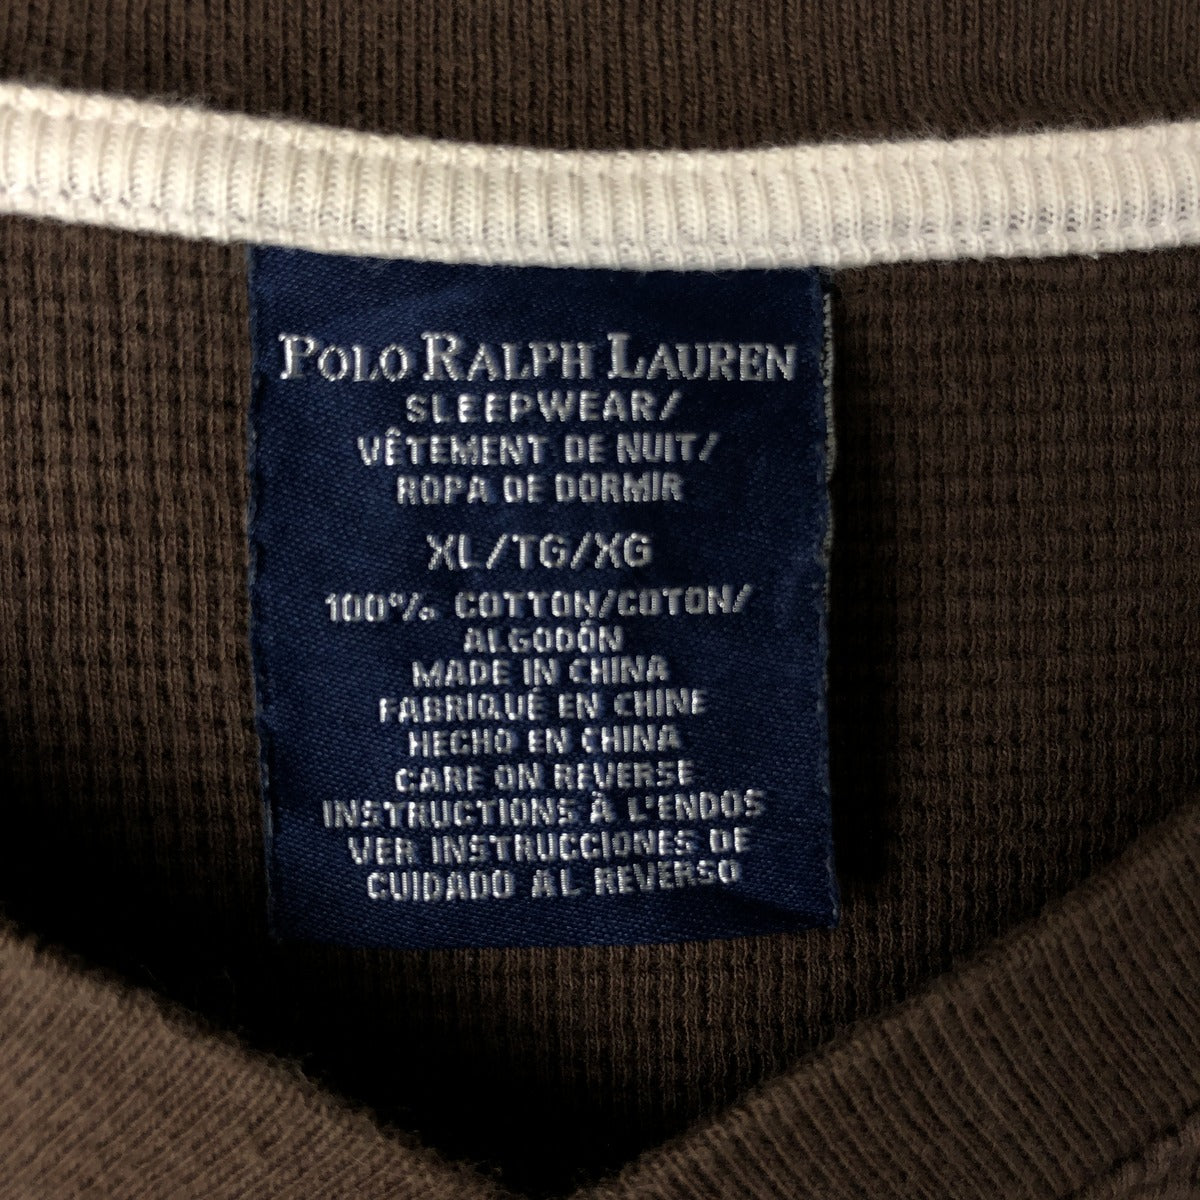 POLO RALPH LAUREN
SLEEPWEAR/
VÊTEMENT DE NUIT/
ROPA DE DORMIR
XL/TG/XG
100% COTTON/COTON/
ALGODÓN
MADE IN CHINA
FABRIQUÉ EN CHINE
HECHO EN CHINA
CARE ON REVERSE
INSTRUCTIONS À L'ENDOS
VER INSTRUCCIONES DE
CUIDADO AL REVERSO